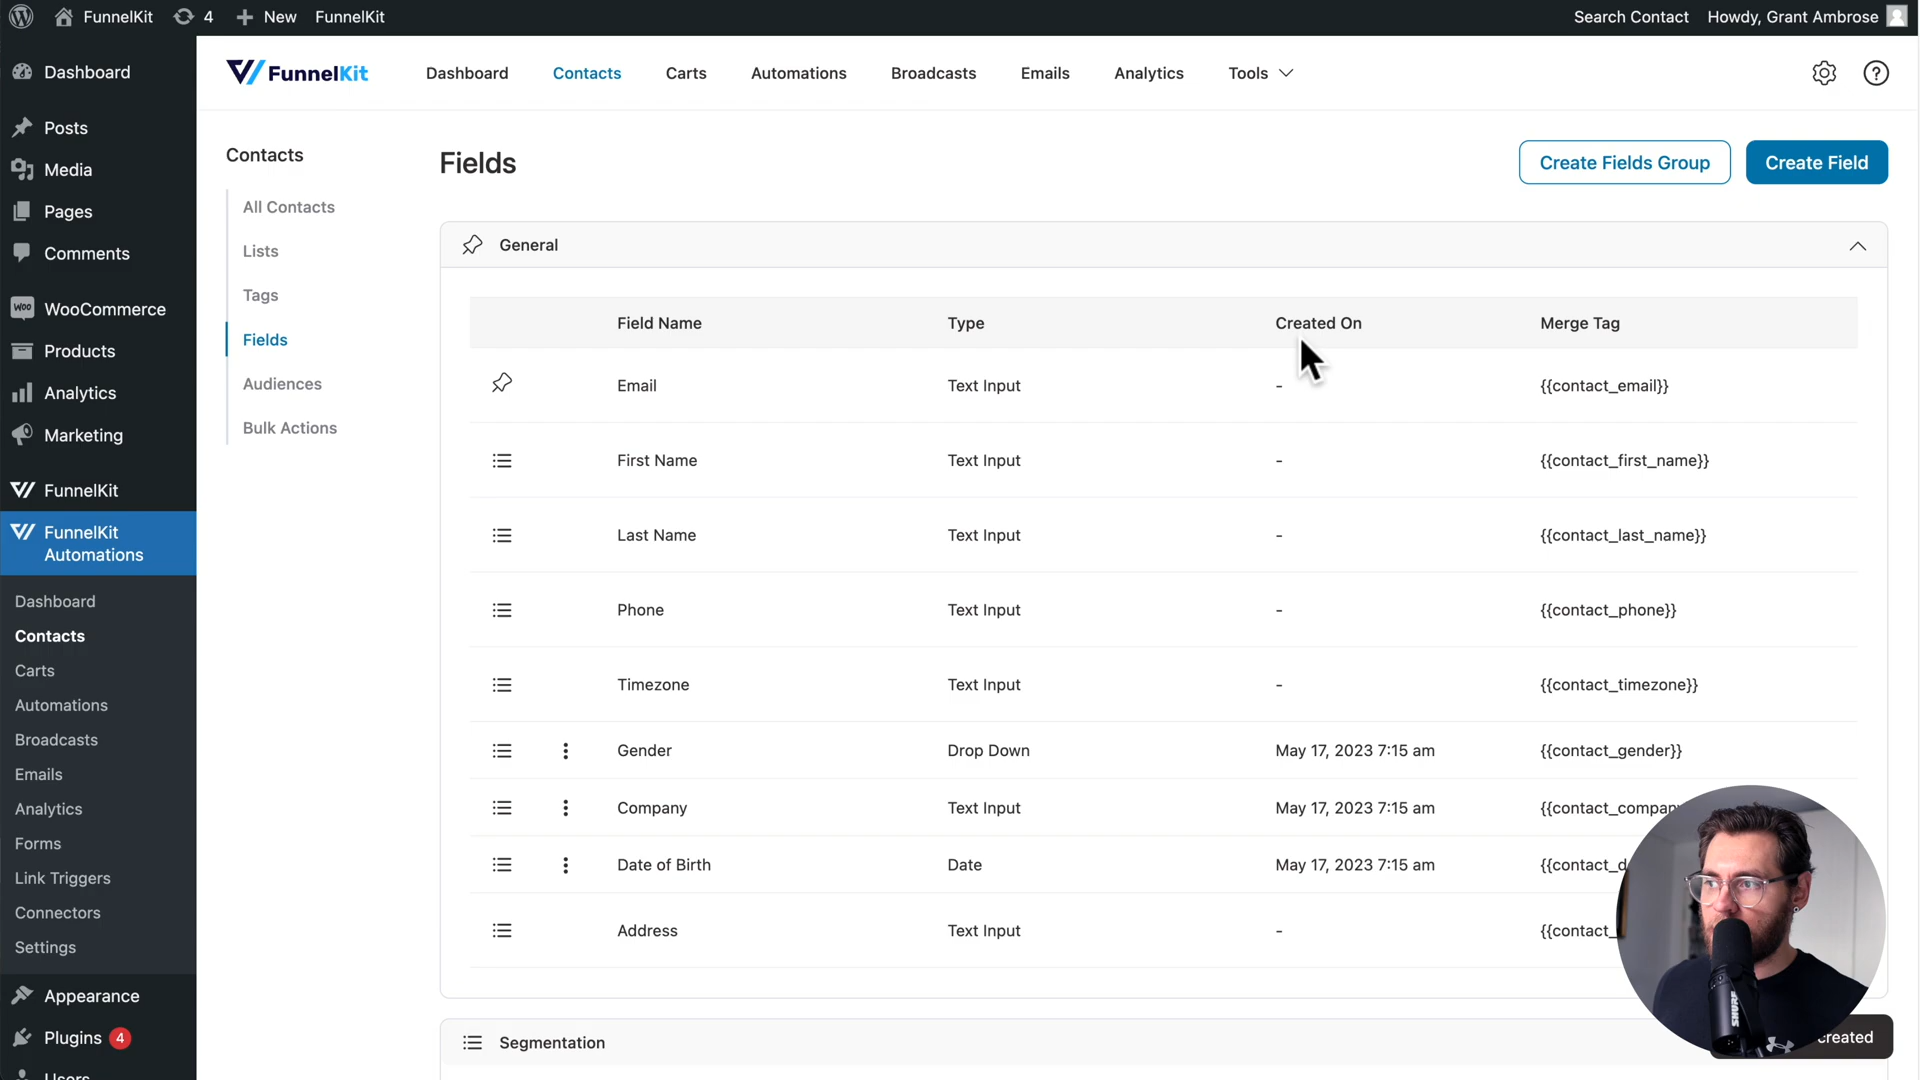 FunnelKit
4
New
FunnelKit
Search Contact
Howdy, Grant Ambrose
Dashboard
Posts
Media
Pages
Comments
WooCommerce
Products
Analytics
Marketing
FunnelKit
FunnelKit
Automations
Dashboard
Contacts
Carts
Automations
Broadcasts
Emails
Analytics
Forms
Link Triggers
Connectors
Settings
Appearance
Plugins 4
Users
FunnelKit
Dashboard
Contacts
Carts
Automations
Broadcasts
Emails
Analytics
Tools
Contacts
All Contacts
Lists
Tags
Fields
Audiences
Bulk Actions
Fields
Create Fields Group
Create Field
General
Field Name Type Created On Merge Tag
Email Text Input - {{contact_email}}
First Name Text Input - {{contact_first_name}}
Last Name Text Input - {{contact_last_name}}
Phone Text Input - {{contact_phone}}
Timezone Text Input - {{contact_timezone}}
Gender Drop Down May 17, 2023 7:15 am {{contact_gender}}
Company Text Input May 17, 2023 7:15 am
Date of Birth Date May 17, 2023 7:15 am
Address Text Input -
Segmentation
created
SHURE